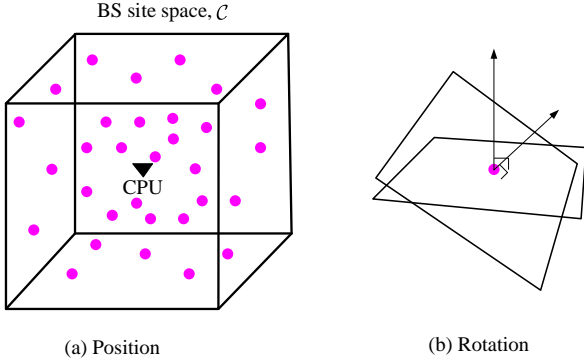 BS site space, 𝒞
CPU
(a) Position
(b) Rotation